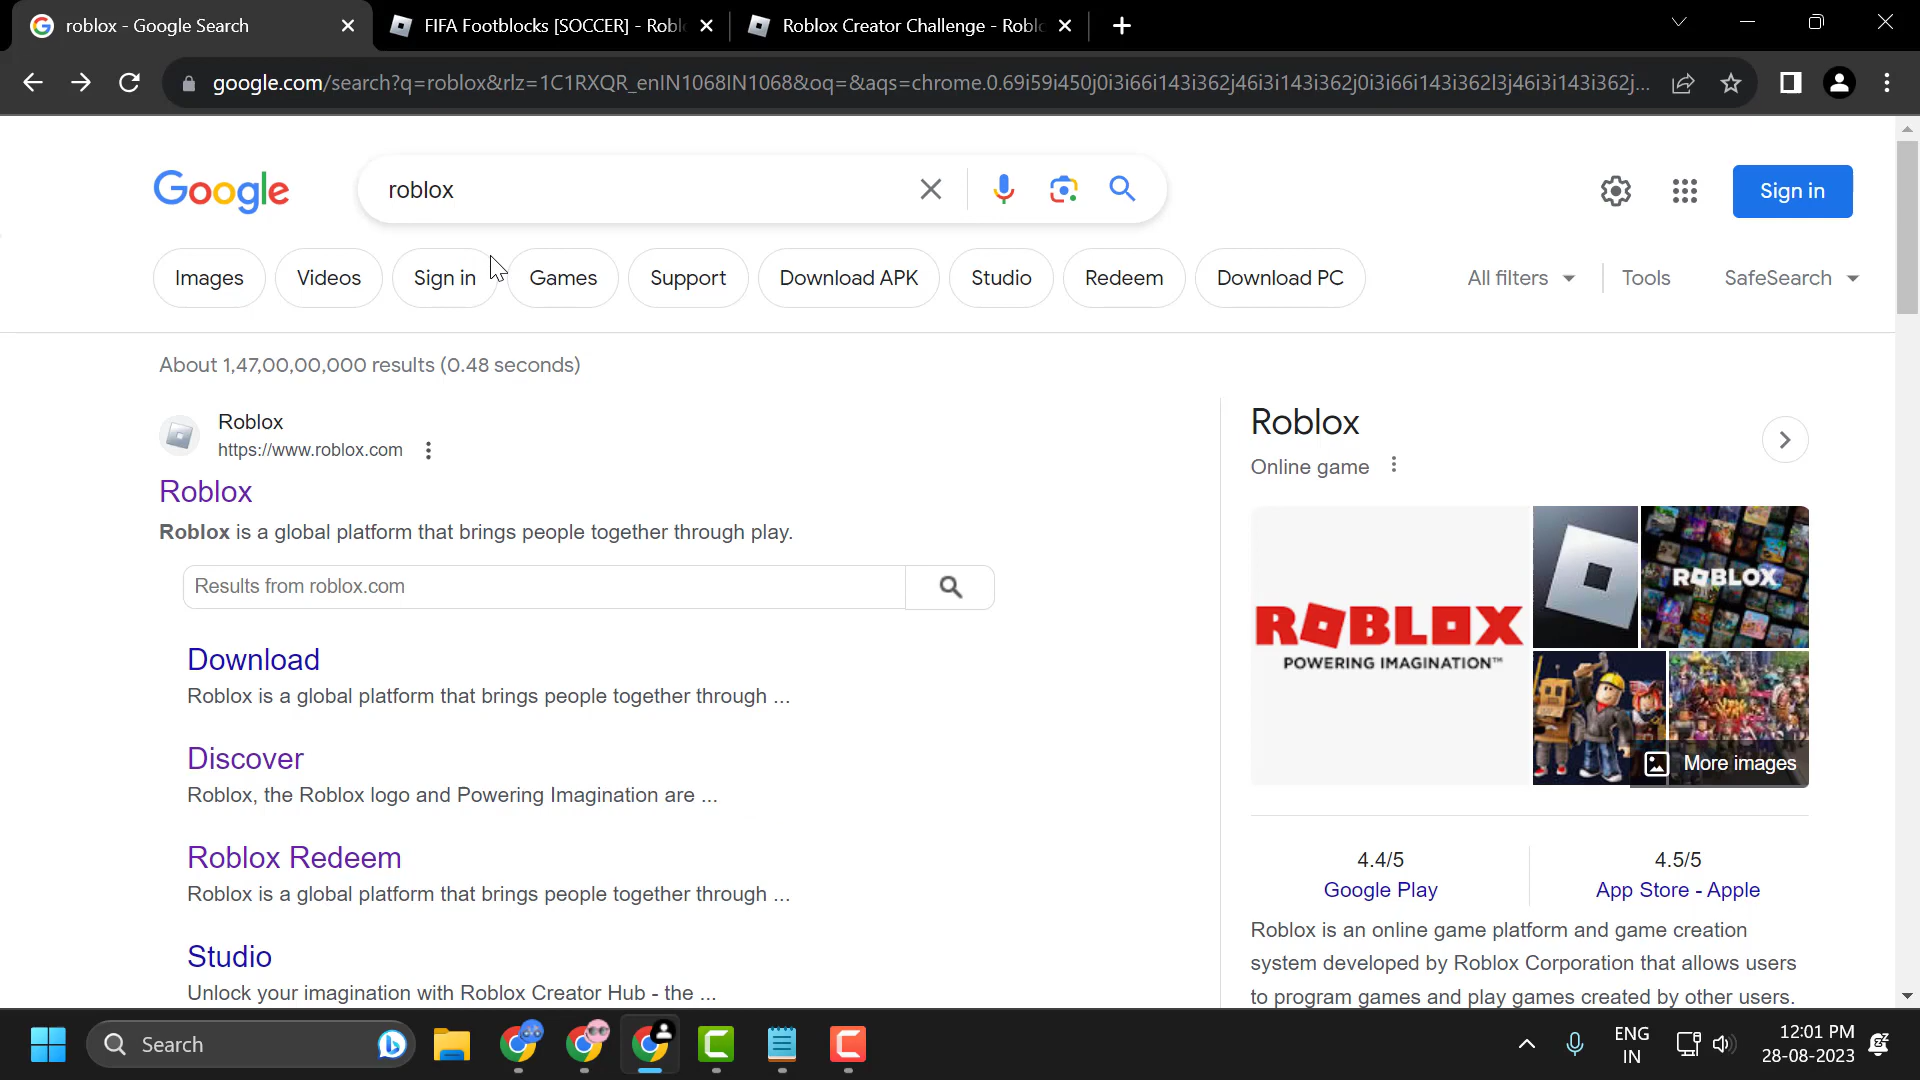 roblox - Google Search
FIFA Footblocks [SOCCER] - Robl
Roblox Creator Challenge - Roblo
google.com/search?q=roblox&rlz=1C1RXQR_enIN1068IN1068&oq=&aqs=chrome.0.69i59i450j0i3i66i143i362j46i3i143i362j0i3i66i143i362l3j46i3i143i362j...
Google
roblox
Sign in
Images
Videos
Sign in
Games
Support
Download APK
Studio
Redeem
Download PC
All filters
Tools
SafeSearch
About 1,47,00,00,000 results (0.48 seconds)
Roblox
https://www.roblox.com
Roblox
Roblox is a global platform that brings people together through play.
Results from roblox.com
Download
Roblox is a global platform that brings people together through ...
Discover
Roblox, the Roblox logo and Powering Imagination are ...
Roblox Redeem
Roblox is a global platform that brings people together through ...
Studio
Unlock your imagination with Roblox Creator Hub - the ...
Roblox
Online game
ROBLOX
POWERING IMAGINATION™
ROBLOX
More images
4.4/5
Google Play
4.5/5
App Store - Apple
Roblox is an online game platform and game creation
system developed by Roblox Corporation that allows users
to program games and play games created by other users.
Search
ENG
IN
12:01 PM
28-08-2023